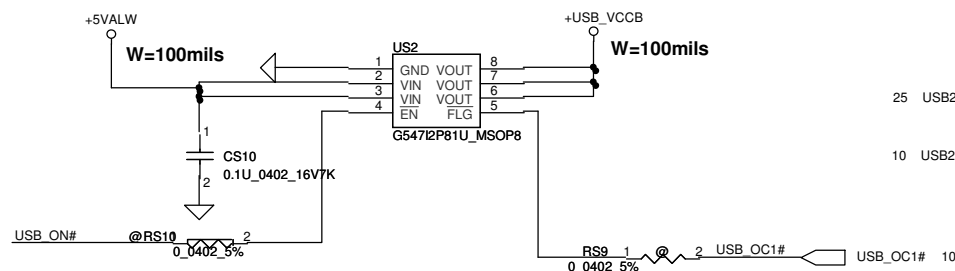 +5VALW
W=100mils
+USB_VCCB
W=100mils
US2
1 GND VOUT 8
2 VIN VOUT 7
3 VIN VOUT 6
4 EN FLG 5
G547I2P81U_MSOP8
1
CS10
0.1U_0402_16V7K
2
25 USB2
10 USB2
USB_ON# @RS10 1 2
0_0402_5%
RS9 1 @ 2 USB_OC1# USB_OC1# 10
0_0402_5%